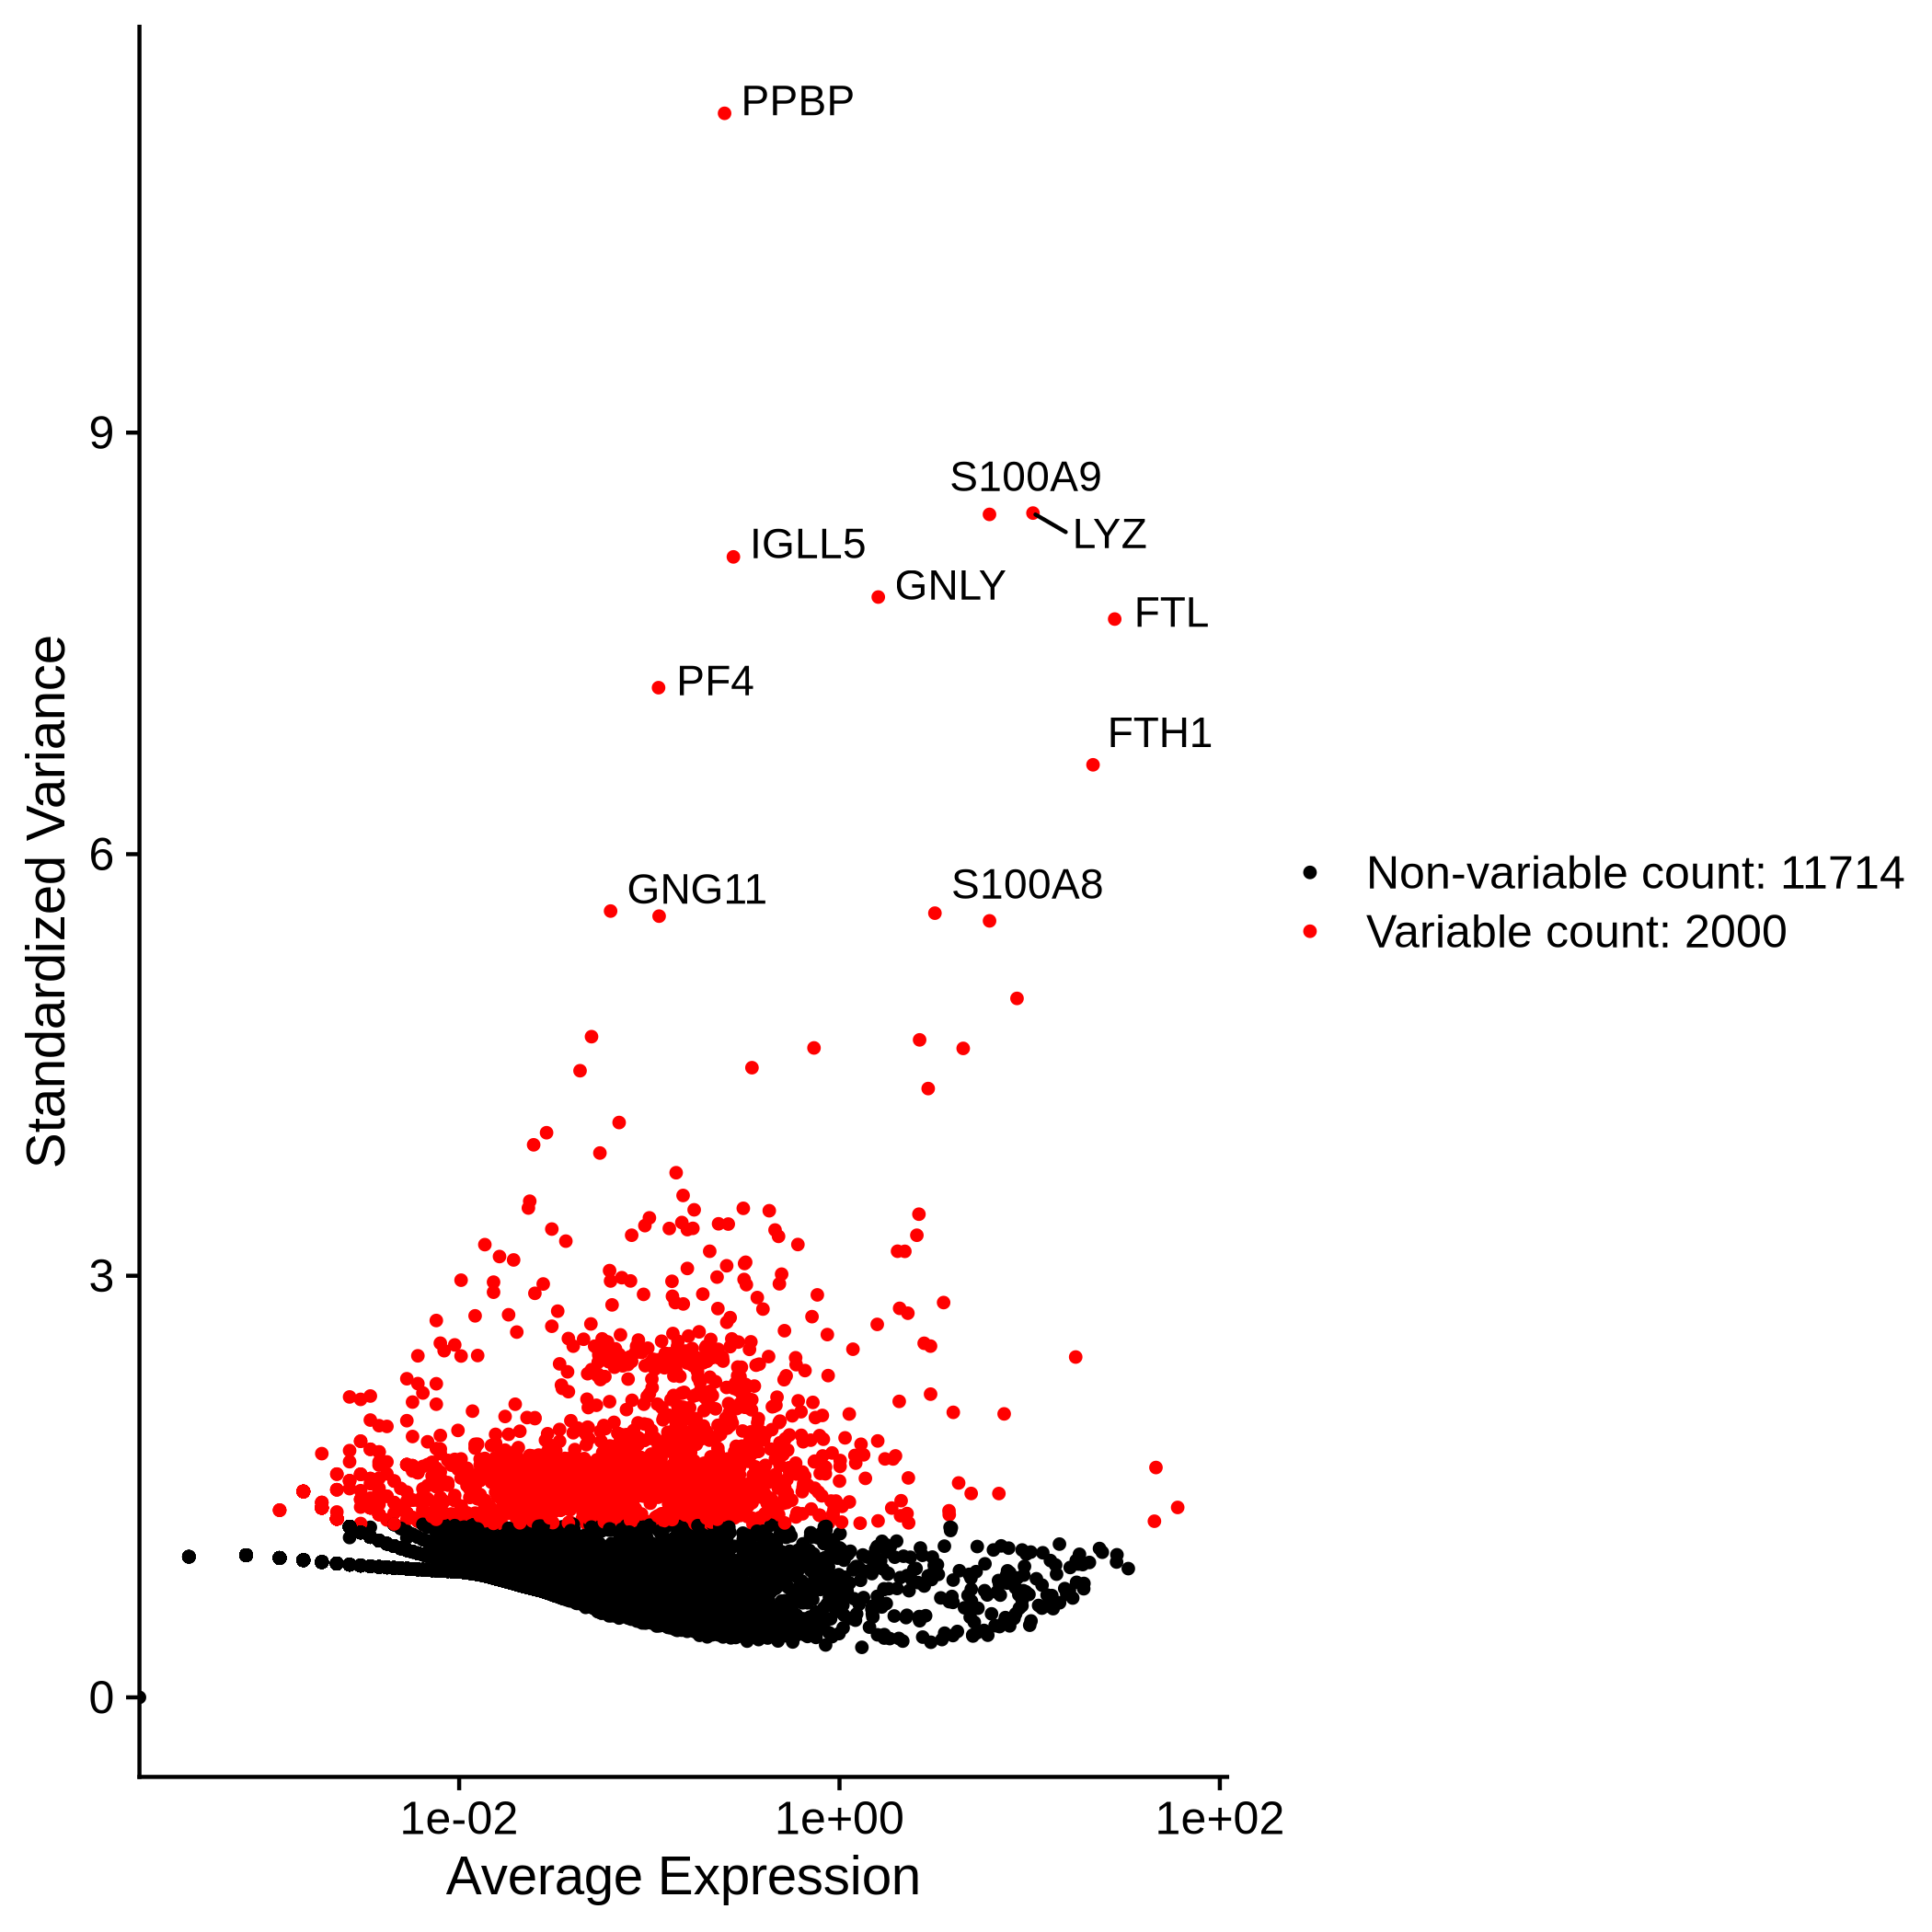 PPBP
9
S100A9
LYZ
IGLL5
GNLY
FTL
PF4
FTH1
6
GNG11
S100A8
Non-variable count: 11714
Variable count: 2000
Standardized Variance
3
0
1e-02
1e+00
1e+02
Average Expression